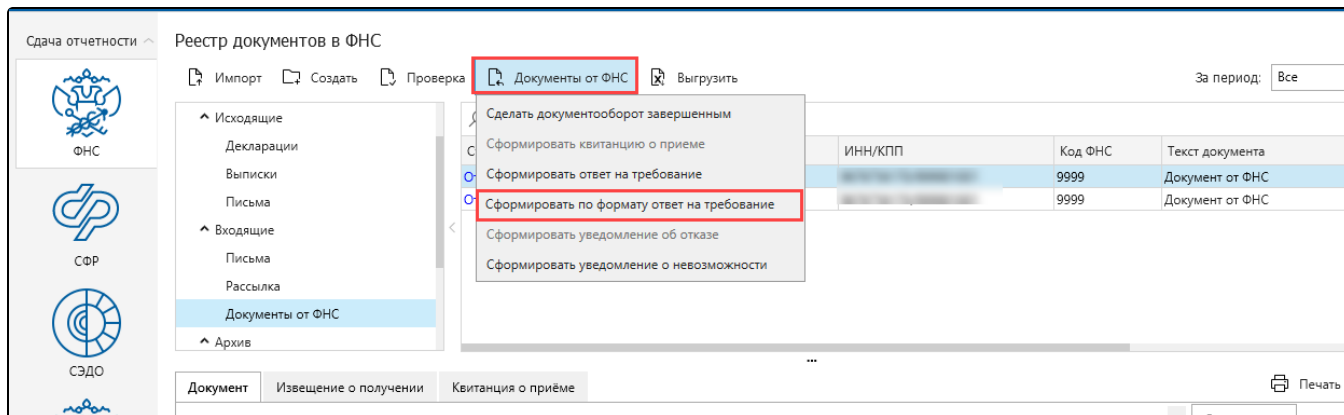 Сдача отчетности
Реестр документов в ФНС
Импорт Создать Проверка Документы от ФНС Выгрузить
За период: Все
ФНС
СФР
СЭДО
Исходящие
Декларации
Выписки
Письма
Входящие
Письма
Рассылка
Документы от ФНС
Архив
Сделать документооборот завершенным
Сформировать квитанцию о приеме
Сформировать ответ на требование
Сформировать по формату ответ на требование
Сформировать уведомление об отказе
Сформировать уведомление о невозможности
ИНН/КПП Код ФНС Текст документа
9999 Документ от ФНС
9999 Документ от ФНС
...
Документ Извещение о получении Квитанция о приёме
Печать